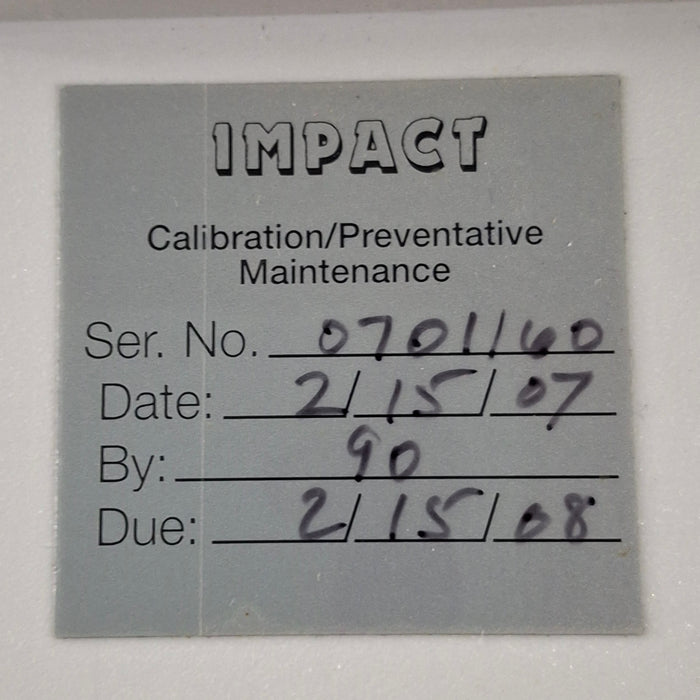 IMPACT
Calibration/Preventative
Maintenance
Ser. No. 0701160
Date: 2/15/07
By: 90
Due: 2/15/08